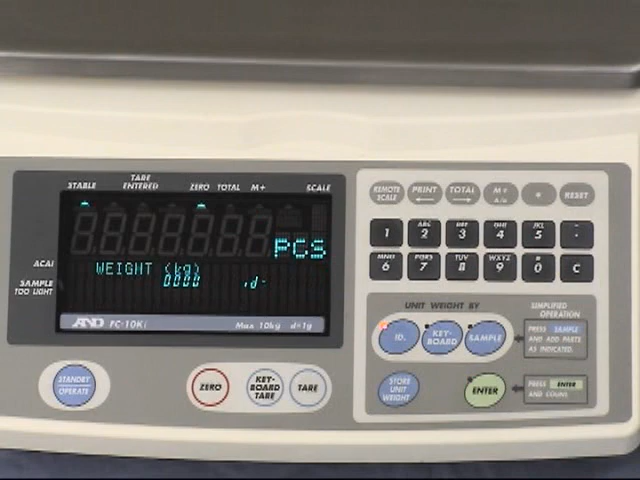 STABLE TARE ENTERED ZERO TOTAL M+ SCALE
PCS
ACAI
WEIGHT (kg)
0000
SAMPLE
TOO LIGHT
AND FC-10Ki Max 10kg d=1g
STANDBY
OPERATE
ZERO
KEY-
BOARD
TARE
TARE
REMOTE
SCALE
PRINT
TOTAL
M+
*
RESET
1
ABC
2
DEF
3
GHI
4
JKL
5
MNO
6
PQRS
7
TUV
8
WXYZ
9
0
C
UNIT WEIGHT BY
SIMPLIFIED
OPERATION
ID.
KEY-
BOARD
SAMPLE
PRESS SAMPLE
AND ADD PARTS
AS INDICATED.
STORE
UNIT
WEIGHT
ENTER
PRESS ENTER
AND COUNT.